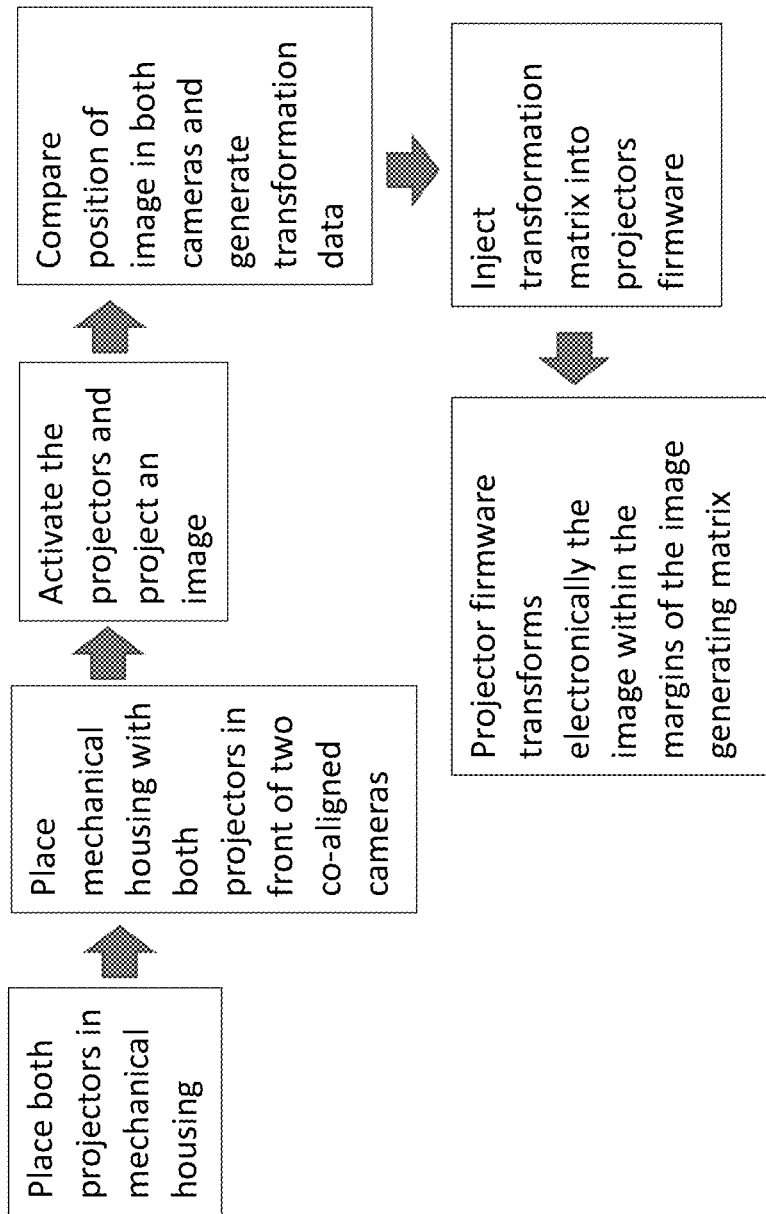 Place both
projectors in
mechanical
housing
Place
mechanical
housing with
both
projectors in
front of two
co-aligned
cameras
Activate the
projectors and
project an
image
Compare
position of
image in both
cameras and
generate
transformation
data
Inject
transformation
matrix into
projectors
firmware
Projector firmware
transforms
electronically the
image within the
margins of the image
generating matrix